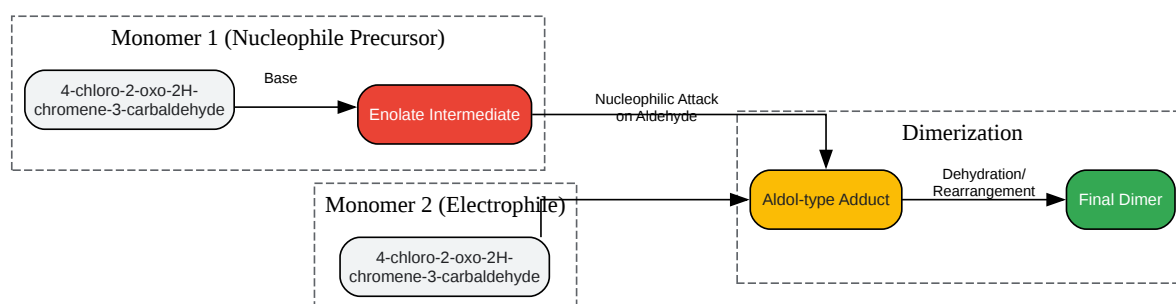 Monomer 1 (Nucleophile Precursor)
4-chloro-2-oxo-2H-
chromene-3-carbaldehyde
Base
Enolate Intermediate
Nucleophilic Attack
on Aldehyde
Dimerization
Monomer 2 (Electrophile)
4-chloro-2-oxo-2H-
chromene-3-carbaldehyde
Aldol-type Adduct
Dehydration/
Rearrangement
Final Dimer